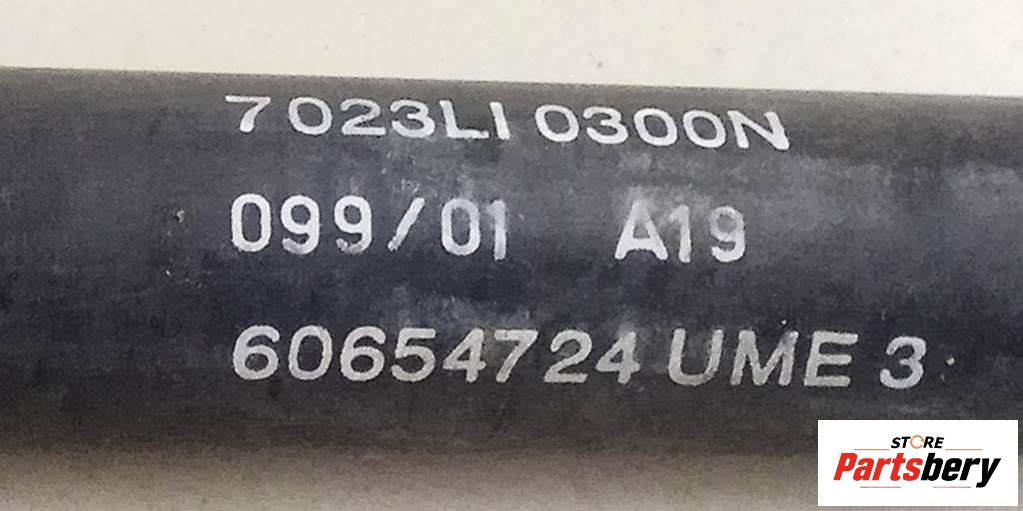 7023LI 0300N
099/01 A19
60654724 UME 3
STORE
Partsbery